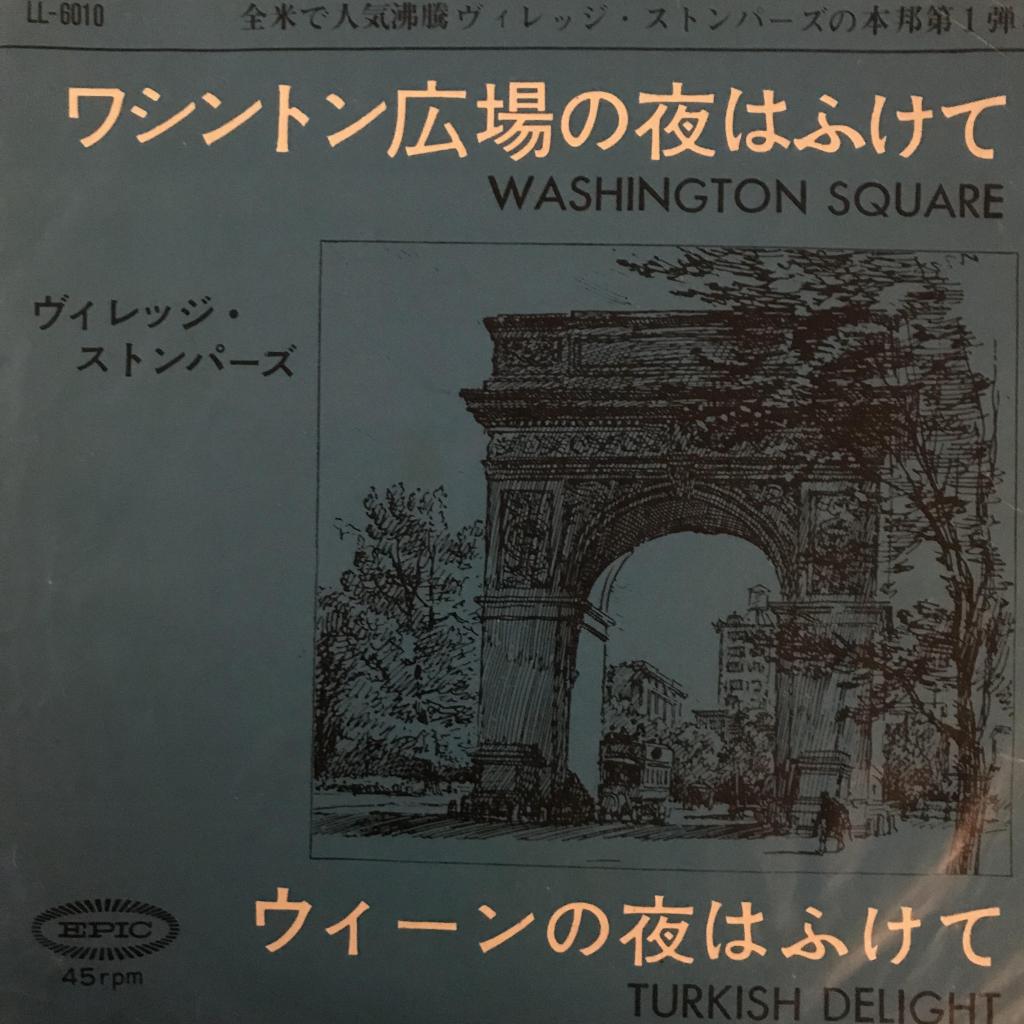 LL-6010
全米で人気沸騰ヴィレッジ・ストンパーズの本邦第1弾
ワシントン広場の夜はふけて
WASHINGTON SQUARE
ヴィレッジ・
ストンパーズ
EPIC
45rpm
ウィーンの夜はふけて
TURKISH DELIGHT